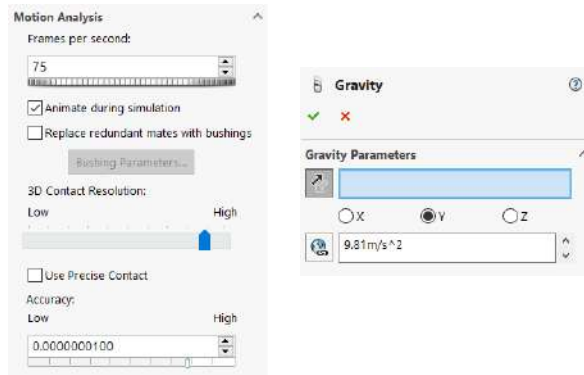 Motion Analysis
Frames per second:
75
Animate during simulation
Replace redundant mates with bushings
Bushing Parameters...
3D Contact Resolution:
Low High
Use Precise Contact
Accuracy:
Low High
0.0000000100
Gravity
Gravity Parameters
X Y Z
9.81m/s^2